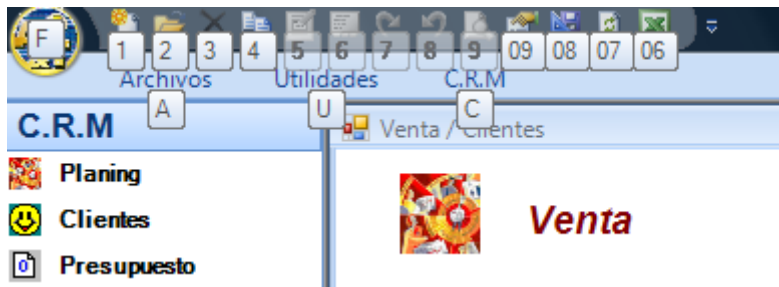 F
1 2 3 4 5 6 7 8 9 09 08 07 06
Archivos Utilidades C.R.M
A U C
C.R.M
Venta / Clientes
Planing
Clientes
Presupuesto
Venta